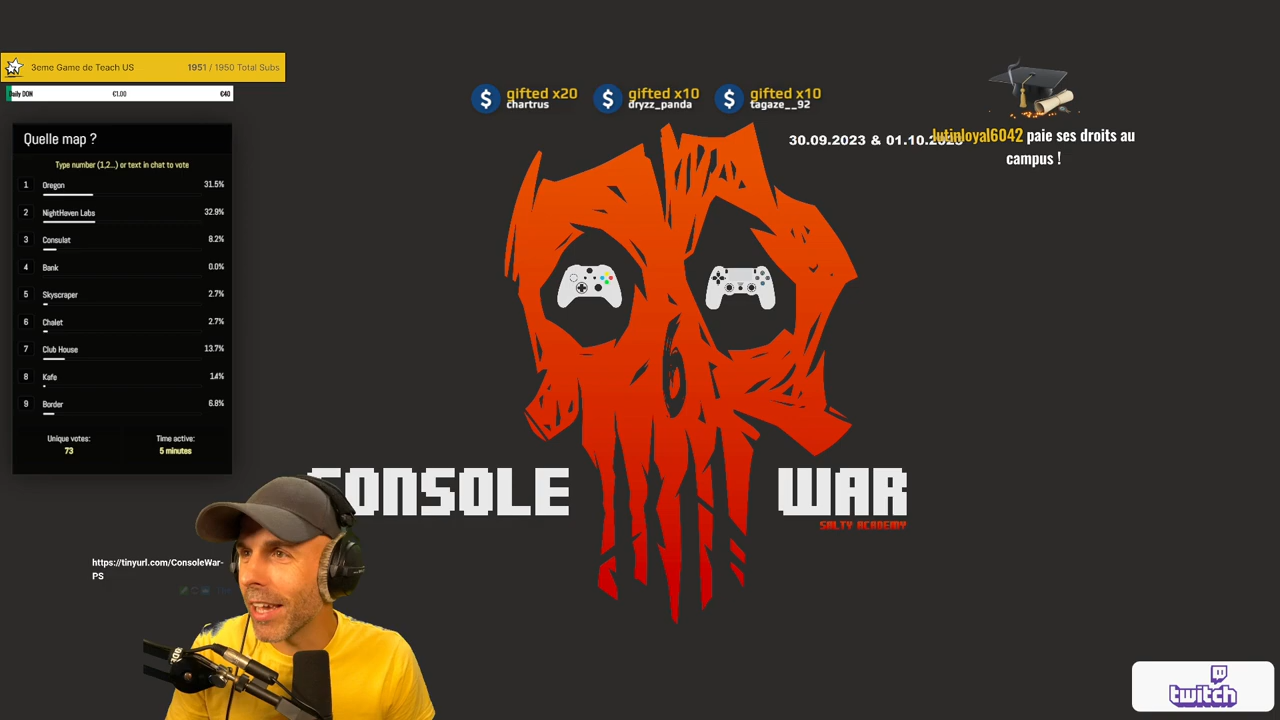 3eme Game de Teach US 1951 / 1950 Total Subs
Daily DON €1.00 €40
Quelle map ?
Type number (1,2...) or text in chat to vote
1 Oregon 31.5%
2 NightHaven Labs 32.9%
3 Consulat 8.2%
4 Bank 0.0%
5 Skyscraper 2.7%
6 Chalet 2.7%
7 Club House 13.7%
8 Kafe 1.4%
9 Border 6.8%
Unique votes: Time active:
73 5 minutes
gifted x20 gifted x10 gifted x10
chartrus dryzz_panda tagaze__92
30.09.2023 & 01.10.2023
lutinloyal6042 paie ses droits au
campus !
CONSOLE WAR
SALTY ACADEMY
https://tinyurl.com/ConsoleWar-
PS
twitch